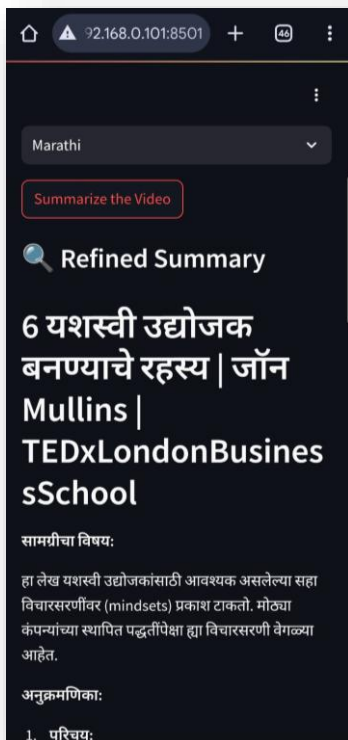 92.168.0.101:8501
46
Marathi
Summarize the Video
Refined Summary
6 यशस्वी उद्योजक
बनण्याचे रहस्य | जॉन
Mullins |
TEDxLondonBusines
sSchool
सामग्रीचा विषय:
हा लेख यशस्वी उद्योजकांसाठी आवश्यक असलेल्या सहा
विचारसरणींवर (mindsets) प्रकाश टाकतो. मोठ्या
कंपन्यांच्या स्थापित पद्धतींपेक्षा ह्या विचारसरणी वेगळ्या
आहेत.
अनुक्रमणिका:
1. परिचय: